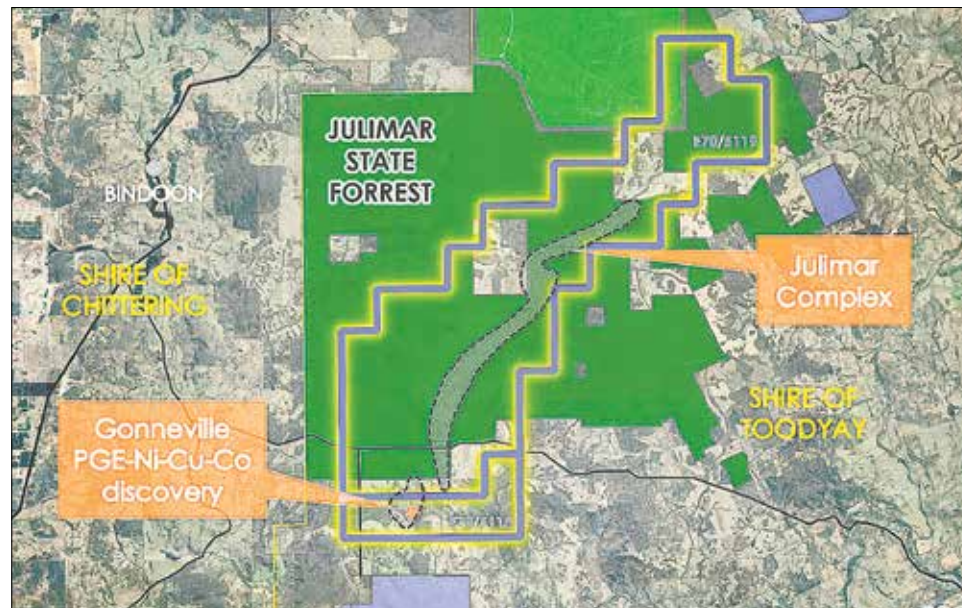 JULIMAR
STATE
FORREST
BINDOON
SHIRE OF
CHITTERING
Julimar
Complex
SHIRE OF
TOODYAY
Gonneville
PGE-Ni-Cu-Co
discovery